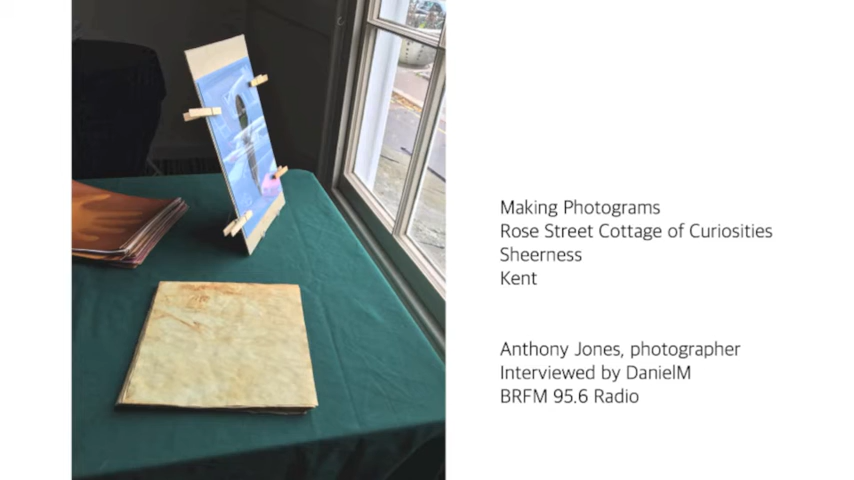 Making Photograms
Rose Street Cottage of Curiosities
Sheerness
Kent
Anthony Jones, photographer
Interviewed by DanielM
BRFM 95.6 Radio